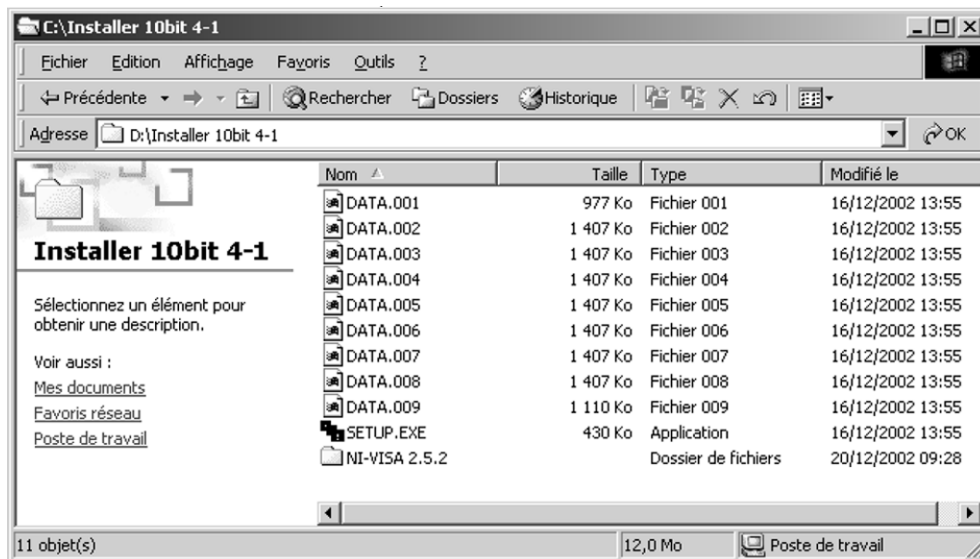 C:\Installer 10bit 4-1
Fichier Edition Affichage Favoris Outils ?
Précédente Rechercher Dossiers Historique
Adresse D:\Installer 10bit 4-1 OK
Installer 10bit 4-1
Sélectionnez un élément pour
obtenir une description.
Voir aussi :
Mes documents
Favoris réseau
Poste de travail
Nom Taille Type Modifié le
DATA.001 977 Ko Fichier 001 16/12/2002 13:55
DATA.002 1 407 Ko Fichier 002 16/12/2002 13:55
DATA.003 1 407 Ko Fichier 003 16/12/2002 13:55
DATA.004 1 407 Ko Fichier 004 16/12/2002 13:55
DATA.005 1 407 Ko Fichier 005 16/12/2002 13:55
DATA.006 1 407 Ko Fichier 006 16/12/2002 13:55
DATA.007 1 407 Ko Fichier 007 16/12/2002 13:55
DATA.008 1 407 Ko Fichier 008 16/12/2002 13:55
DATA.009 1 110 Ko Fichier 009 16/12/2002 13:55
SETUP.EXE 430 Ko Application 16/12/2002 13:55
NI-VISA 2.5.2 Dossier de fichiers 20/12/2002 09:28
11 objet(s) 12,0 Mo Poste de travail